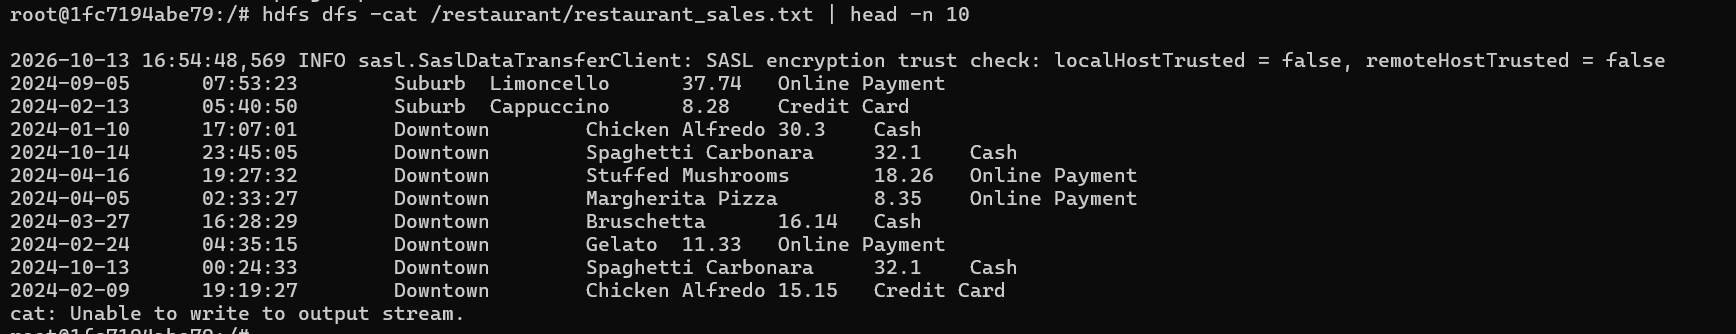 root@1fc7194abe79:/# hdfs dfs -cat /restaurant/restaurant_sales.txt | head -n 10
2026-10-13 16:54:48,569 INFO sasl.SaslDataTransferClient: SASL encryption trust check: localHostTrusted = false, remoteHostTrusted = false
2024-09-05	07:53:23	Suburb	Limoncello	37.74	Online Payment
2024-02-13	05:40:50	Suburb	Cappuccino	8.28	Credit Card
2024-01-10	17:07:01	Downtown	Chicken Alfredo	30.3	Cash
2024-10-14	23:45:05	Downtown	Spaghetti Carbonara	32.1	Cash
2024-04-16	19:27:32	Downtown	Stuffed Mushrooms	18.26	Online Payment
2024-04-05	02:33:27	Downtown	Margherita Pizza	8.35	Online Payment
2024-03-27	16:28:29	Downtown	Bruschetta	16.14	Cash
2024-02-24	04:35:15	Downtown	Gelato	11.33	Online Payment
2024-10-13	00:24:33	Downtown	Spaghetti Carbonara	32.1	Cash
2024-02-09	19:19:27	Downtown	Chicken Alfredo	15.15	Credit Card
cat: Unable to write to output stream.
root@1fc7194abe79:/#